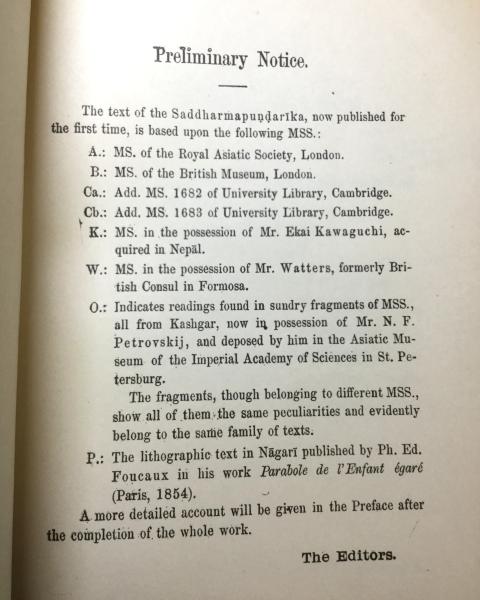 Preliminary Notice.
The text of the Saddharmapuṇḍarīka, now published for
the first time, is based upon the following MSS.:
A.: MS. of the Royal Asiatic Society, London.
B.: MS. of the British Museum, London.
Ca.: Add. MS. 1682 of University Library, Cambridge.
Cb.: Add. MS. 1683 of University Library, Cambridge.
K.: MS. in the possession of Mr. Ekai Kawaguchi, ac-
quired in Nepāl.
W.: MS. in the possession of Mr. Watters, formerly Bri-
tish Consul in Formosa.
O.: Indicates readings found in sundry fragments of MSS.,
all from Kashgar, now in possession of Mr. N. F.
Petrovskij, and deposed by him in the Asiatic Mu-
seum of the Imperial Academy of Sciences in St. Pe-
tersburg.
The fragments, though belonging to different MSS.,
show all of them the same peculiarities and evidently
belong to the same family of texts.
P.: The lithographic text in Nāgarī published by Ph. Ed.
Foucaux in his work Parabole de l'Enfant égaré
(Paris, 1854).
A more detailed account will be given in the Preface after
the completion of the whole work.
The Editors.